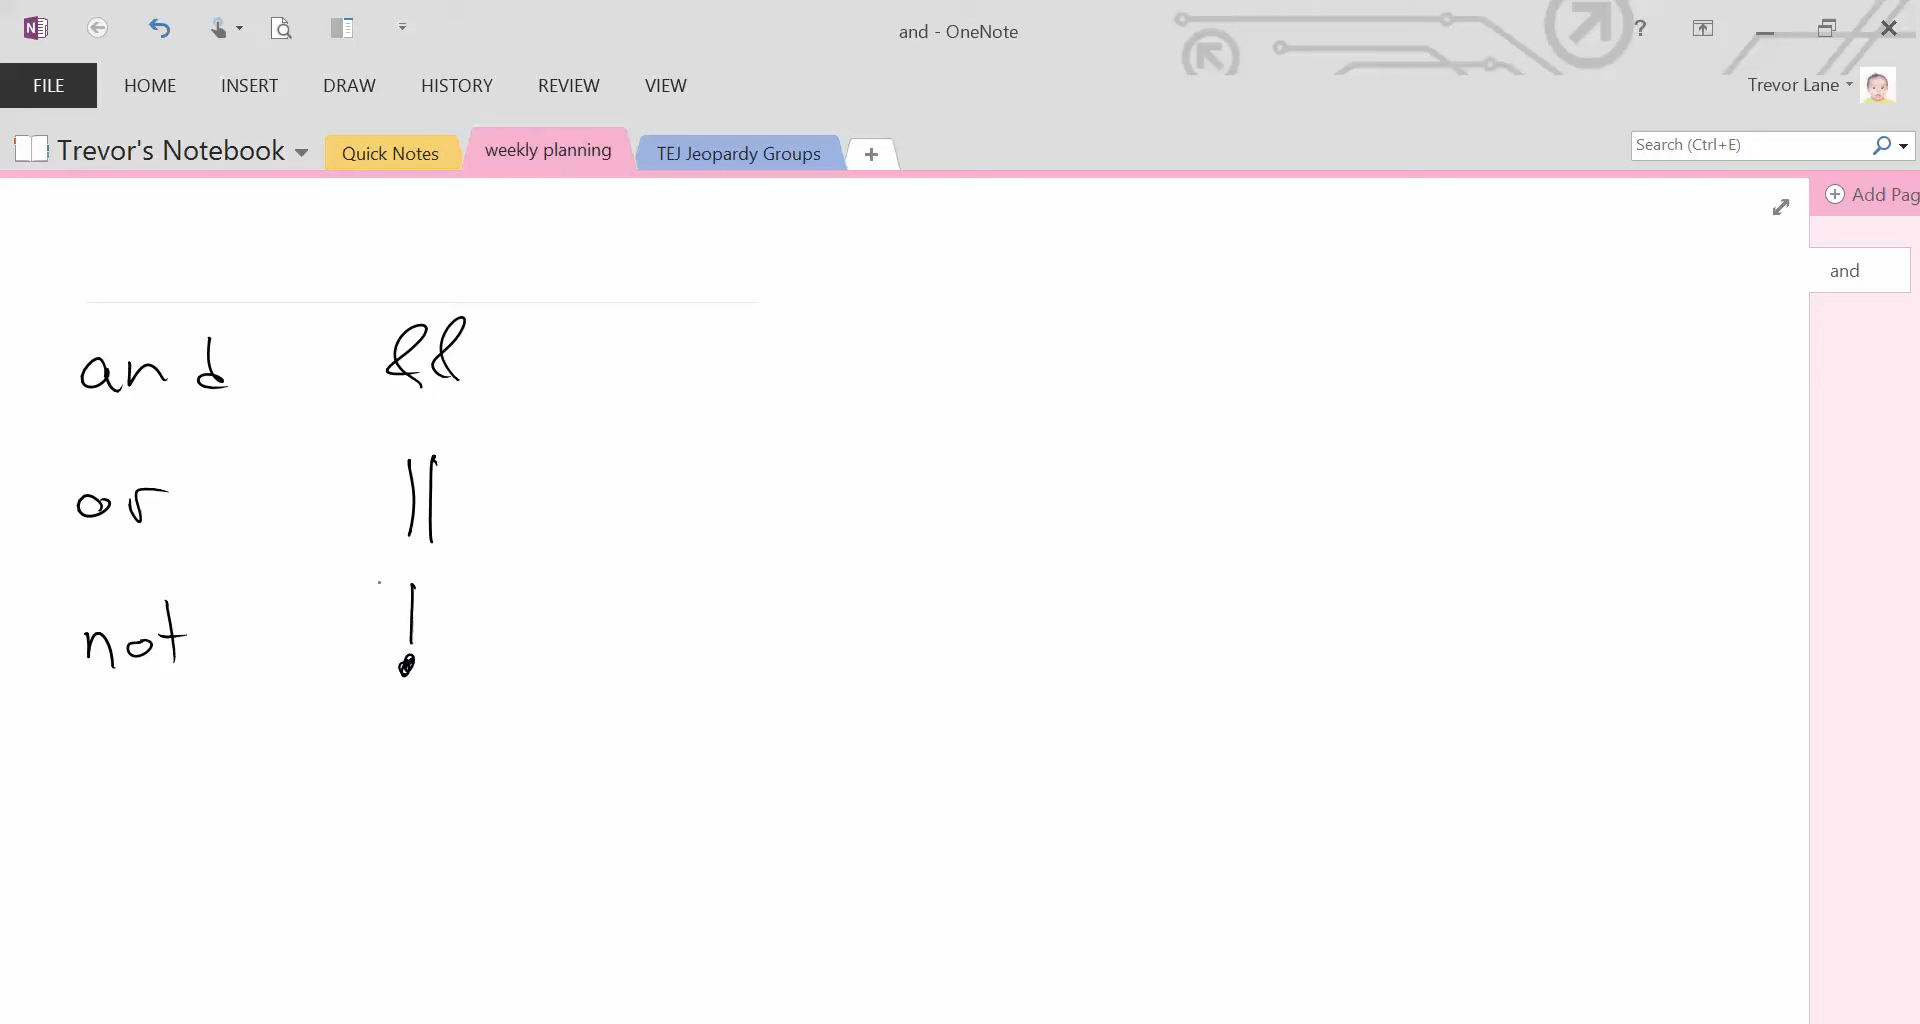 and - OneNote
?
FILE HOME INSERT DRAW HISTORY REVIEW VIEW
Trevor Lane
Trevor's Notebook Quick Notes weekly planning TEJ Jeopardy Groups +
Search (Ctrl+E)
Add Pag
and
and &&
or ||
not !